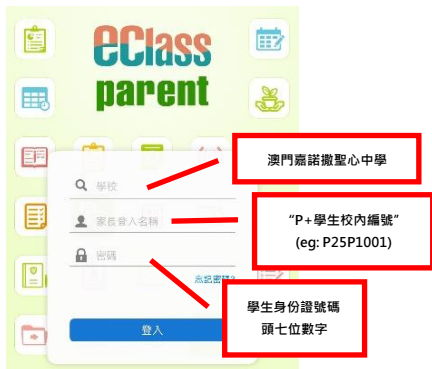 eClass
parent
澳門嘉諾撒聖心中學
學校
“P+學生校內編號”
(eg: P25P1001)
家長登入名稱
密碼
忘記密碼?
學生身份證號碼
頭七位數字
登入